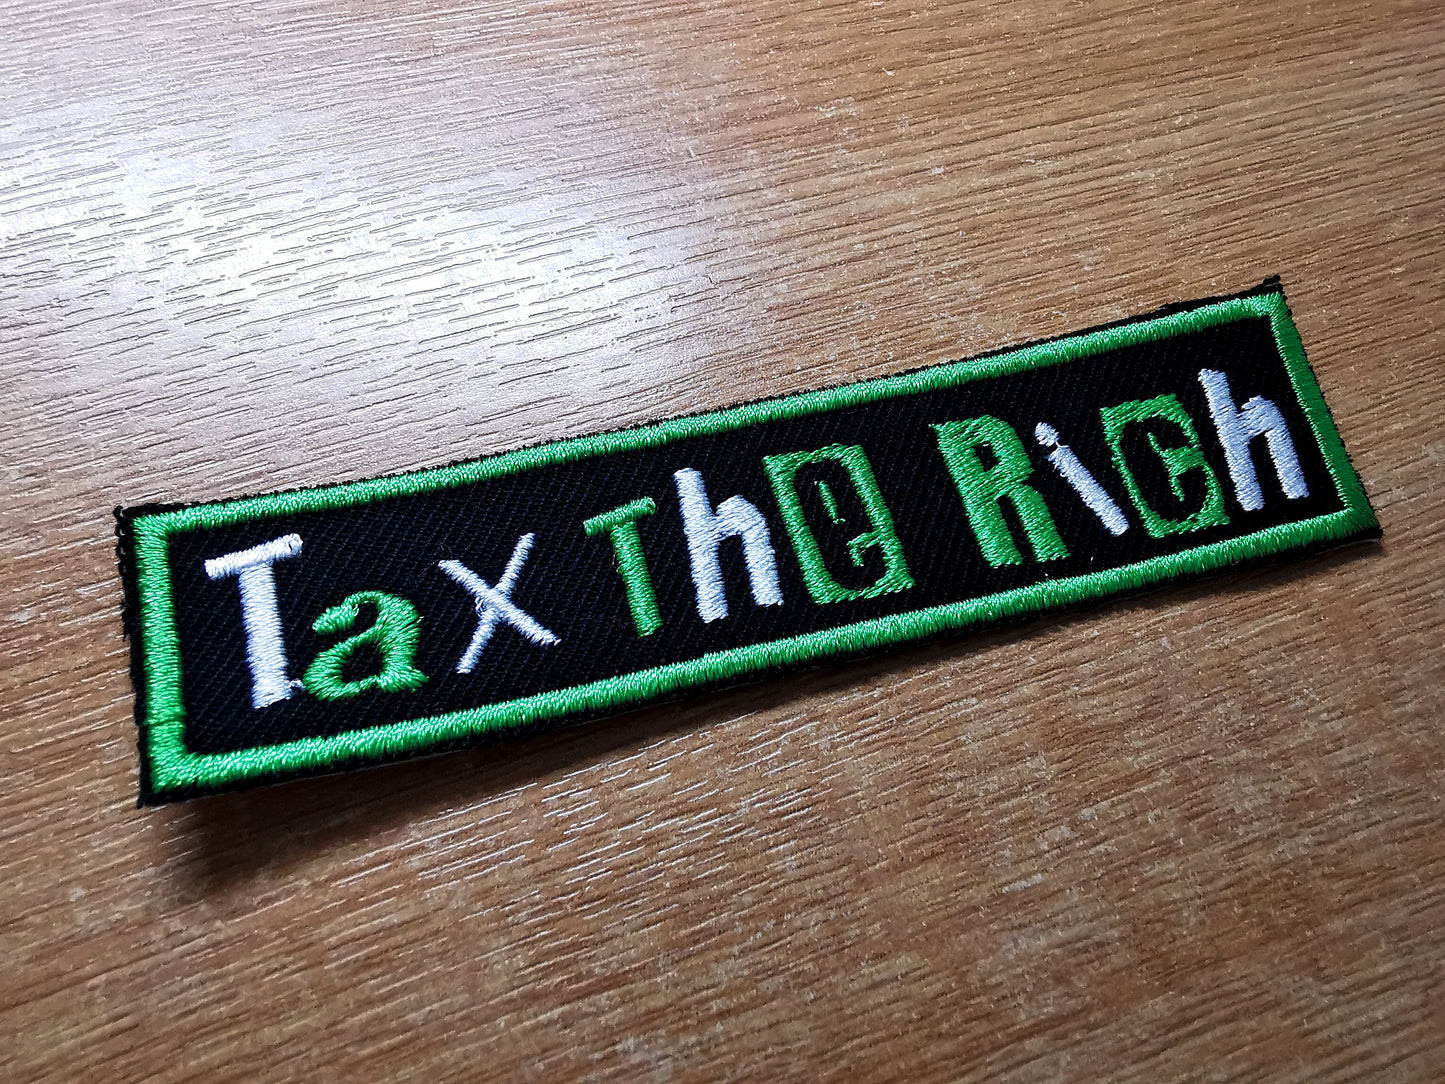 Tax The Rich